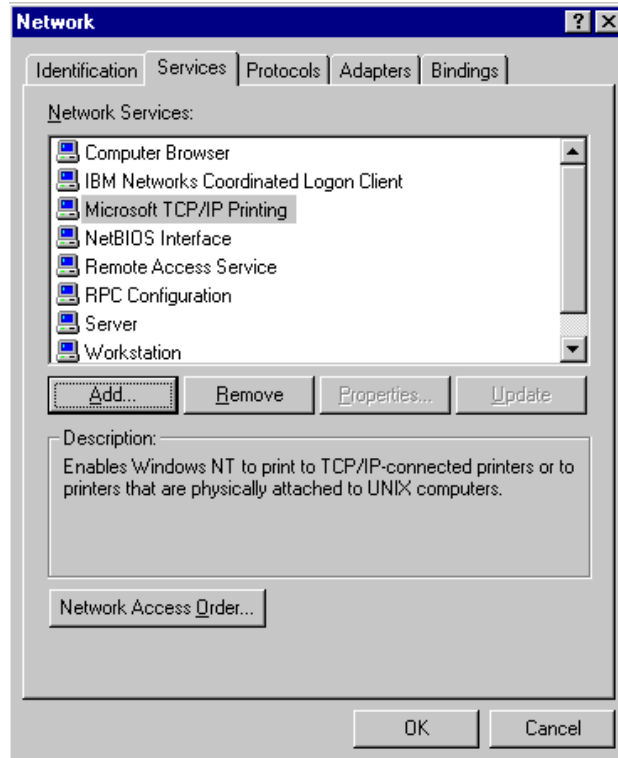 Network
Identification Services Protocols Adapters Bindings
Network Services:
Computer Browser
IBM Networks Coordinated Logon Client
Microsoft TCP/IP Printing
NetBIOS Interface
Remote Access Service
RPC Configuration
Server
Workstation
Add... Remove Properties... Update
Description:
Enables Windows NT to print to TCP/IP-connected printers or to
printers that are physically attached to UNIX computers.
Network Access Order...
OK Cancel